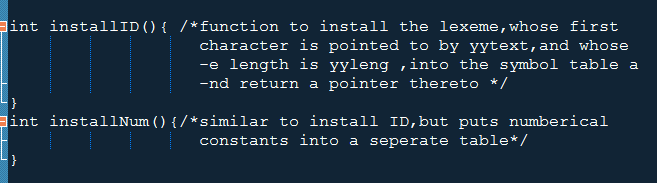 int installID(){ /*function to install the lexeme,whose first
character is pointed to by yytext,and whose
-e length is yyleng ,into the symbol table a
-nd return a pointer thereto */
}
int installNum(){/*similar to install ID,but puts numberical
constants into a seperate table*/
}